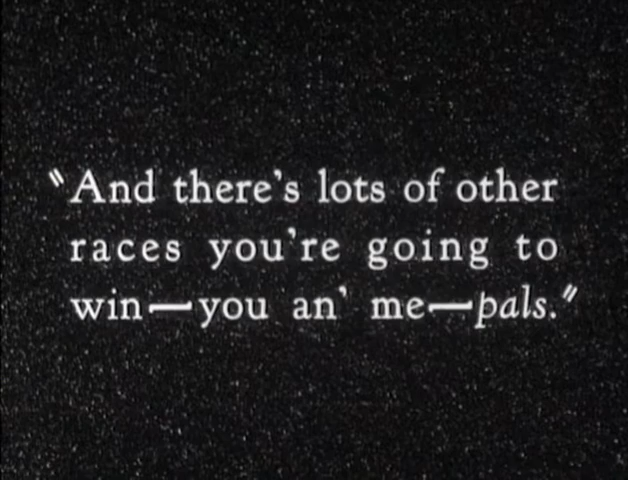 "And there's lots of other
races you're going to
win—you an' me—pals."